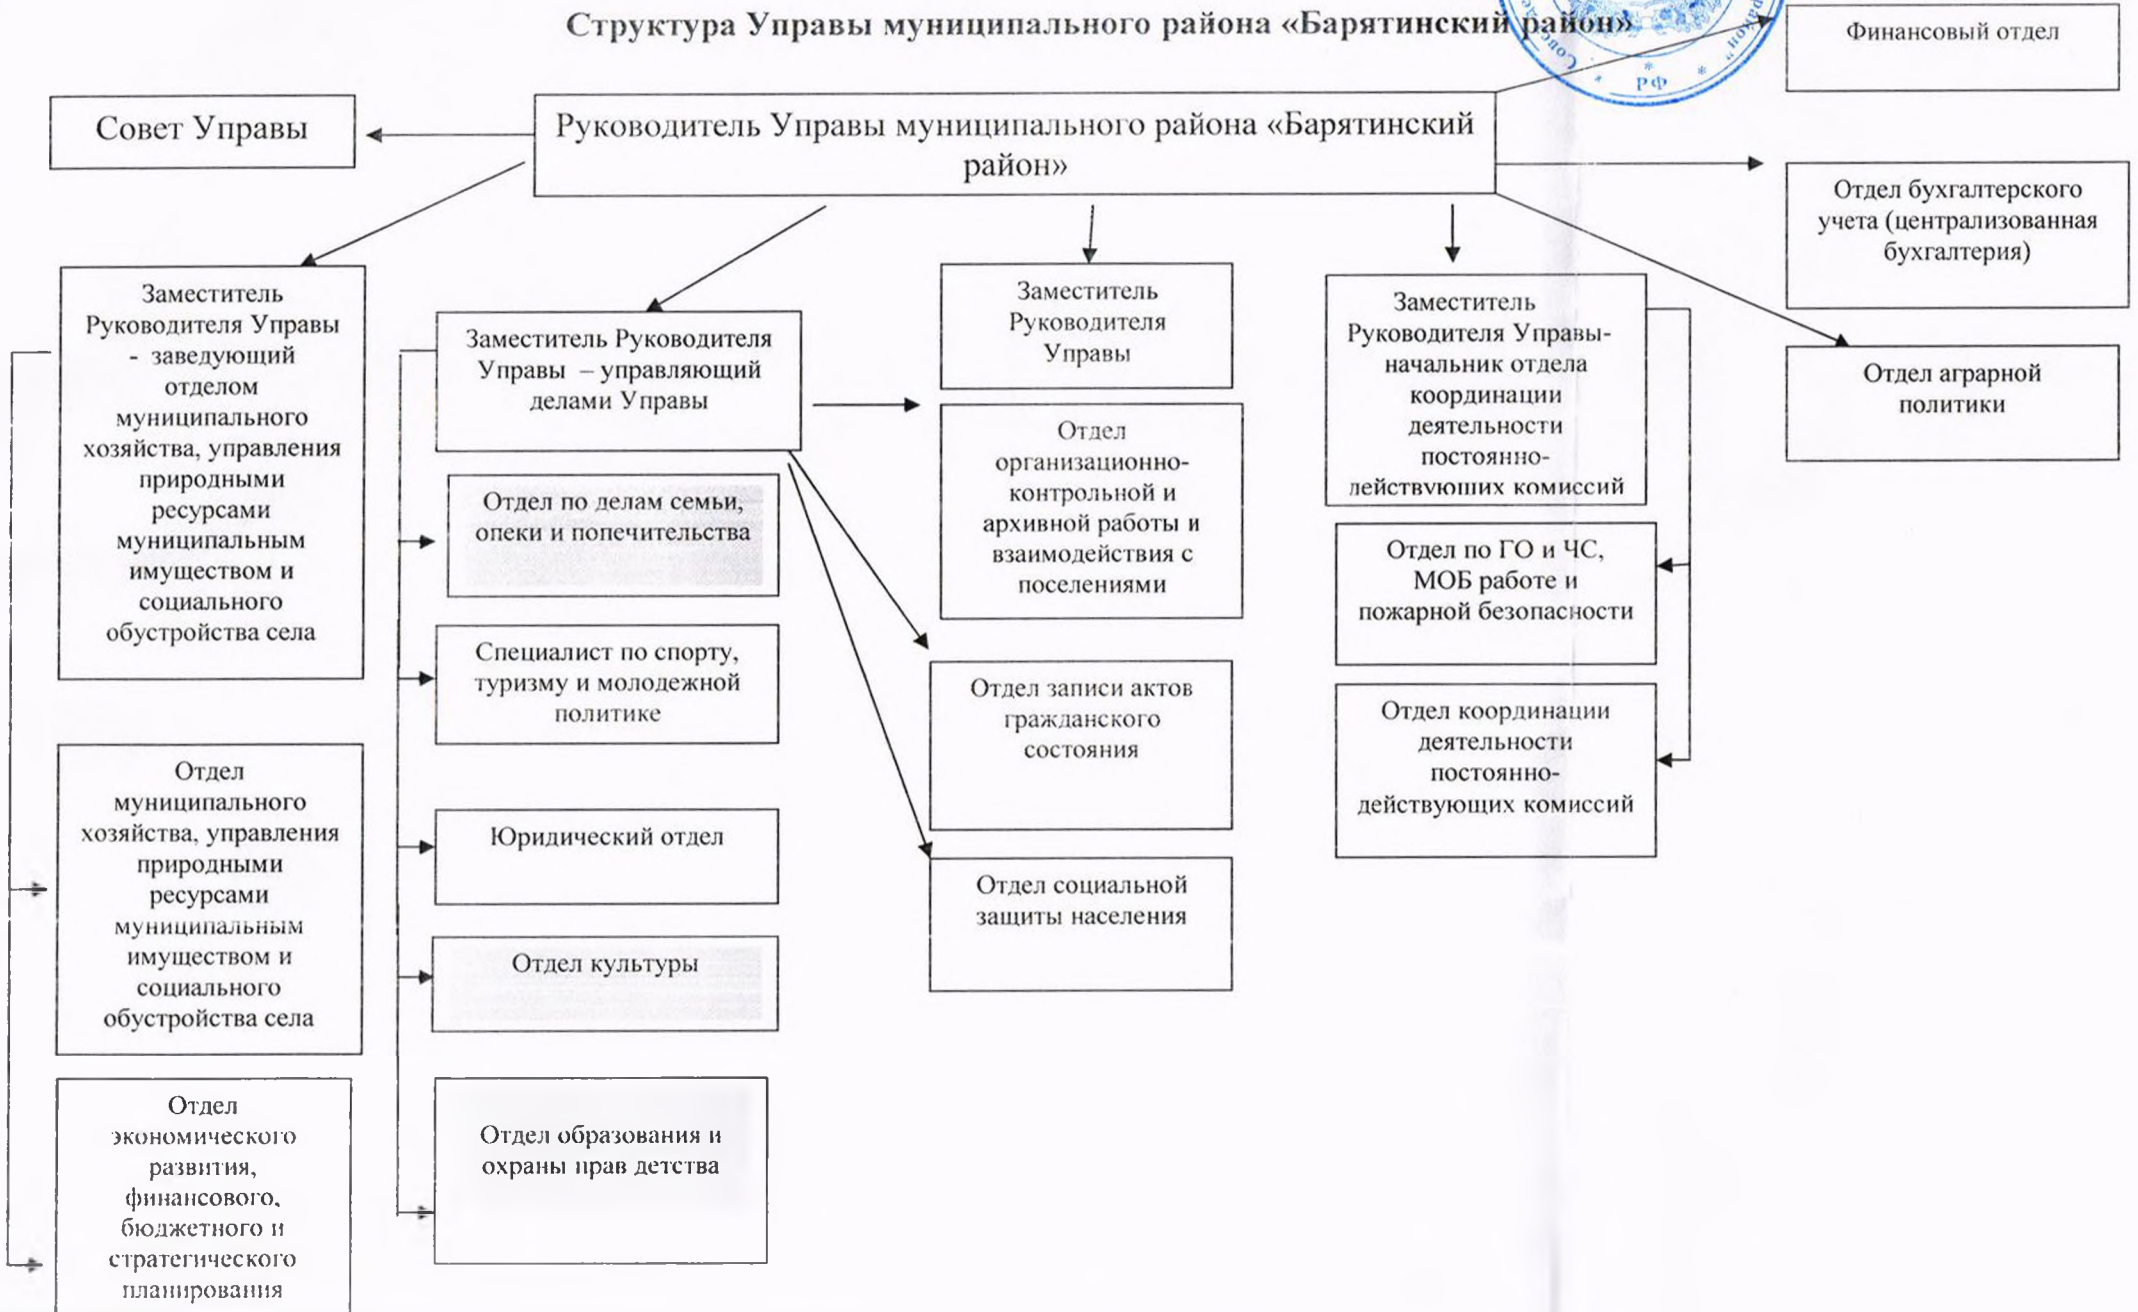 Структура Управы муниципального района «Барятинский район»
РФ
Финансовый отдел
Совет Управы
Руководитель Управы муниципального района «Барятинский
район»
Отдел бухгалтерского
учета (централизованная
бухгалтерия)
Отдел аграрной
политики
Заместитель
Руководителя Управы
- заведующий
отделом
муниципального
хозяйства, управления
природными
ресурсами
муниципальным
имуществом и
социального
обустройства села
Отдел
муниципального
хозяйства, управления
природными
ресурсами
муниципальным
имуществом и
социального
обустройства села
Отдел
экономического
развития,
финансового,
бюджетного и
стратегического
планирования
Заместитель Руководителя
Управы – управляющий
делами Управы
Отдел по делам семьи,
опеки и попечительства
Специалист по спорту,
туризму и молодежной
политике
Юридический отдел
Отдел культуры
Отдел образования и
охраны прав детства
Заместитель
Руководителя
Управы
Отдел
организационно-
контрольной и
архивной работы и
взаимодействия с
поселениями
Отдел записи актов
гражданского
состояния
Отдел социальной
защиты населения
Заместитель
Руководителя Управы-
начальник отдела
координации
деятельности
постоянно-
действующих комиссий
Отдел по ГО и ЧС,
МОБ работе и
пожарной безопасности
Отдел координации
деятельности
постоянно-
действующих комиссий